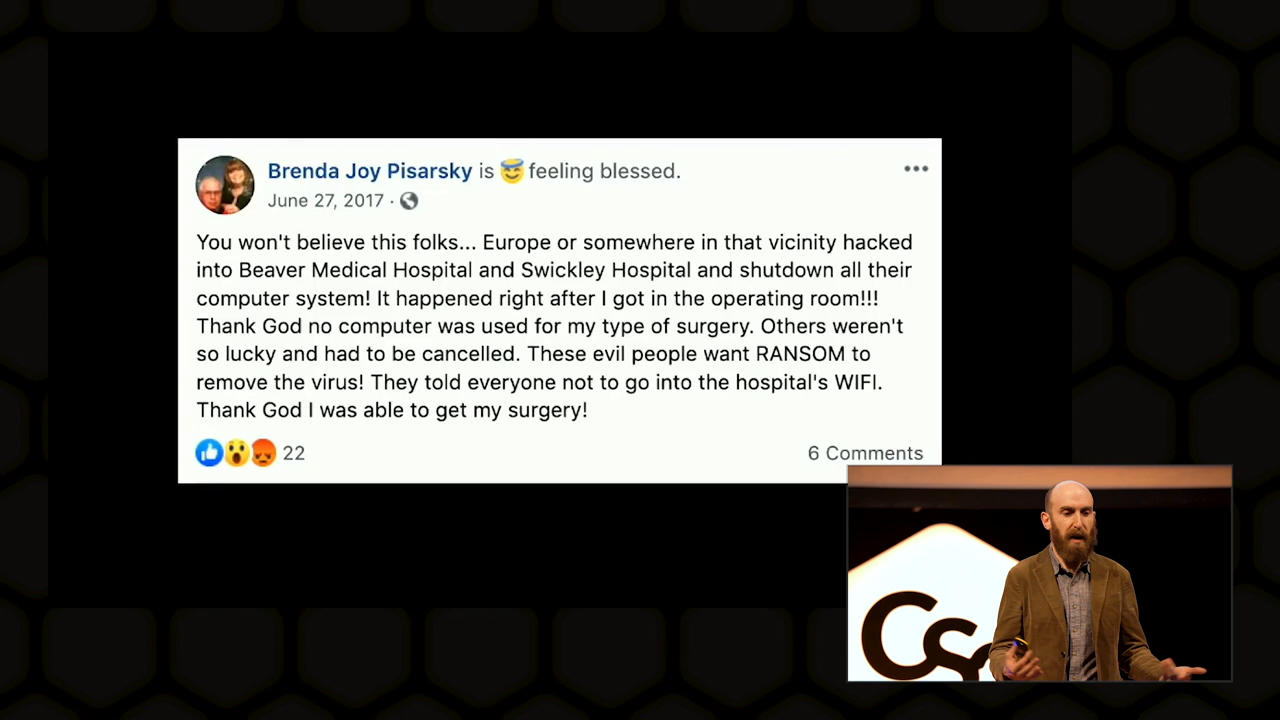 Brenda Joy Pisarsky is 😇 feeling blessed.
June 27, 2017 ·
You won't believe this folks... Europe or somewhere in that vicinity hacked
into Beaver Medical Hospital and Swickley Hospital and shutdown all their
computer system! It happened right after I got in the operating room!!!
Thank God no computer was used for my type of surgery. Others weren't
so lucky and had to be cancelled. These evil people want RANSOM to
remove the virus! They told everyone not to go into the hospital's WIFI.
Thank God I was able to get my surgery!
22
6 Comments